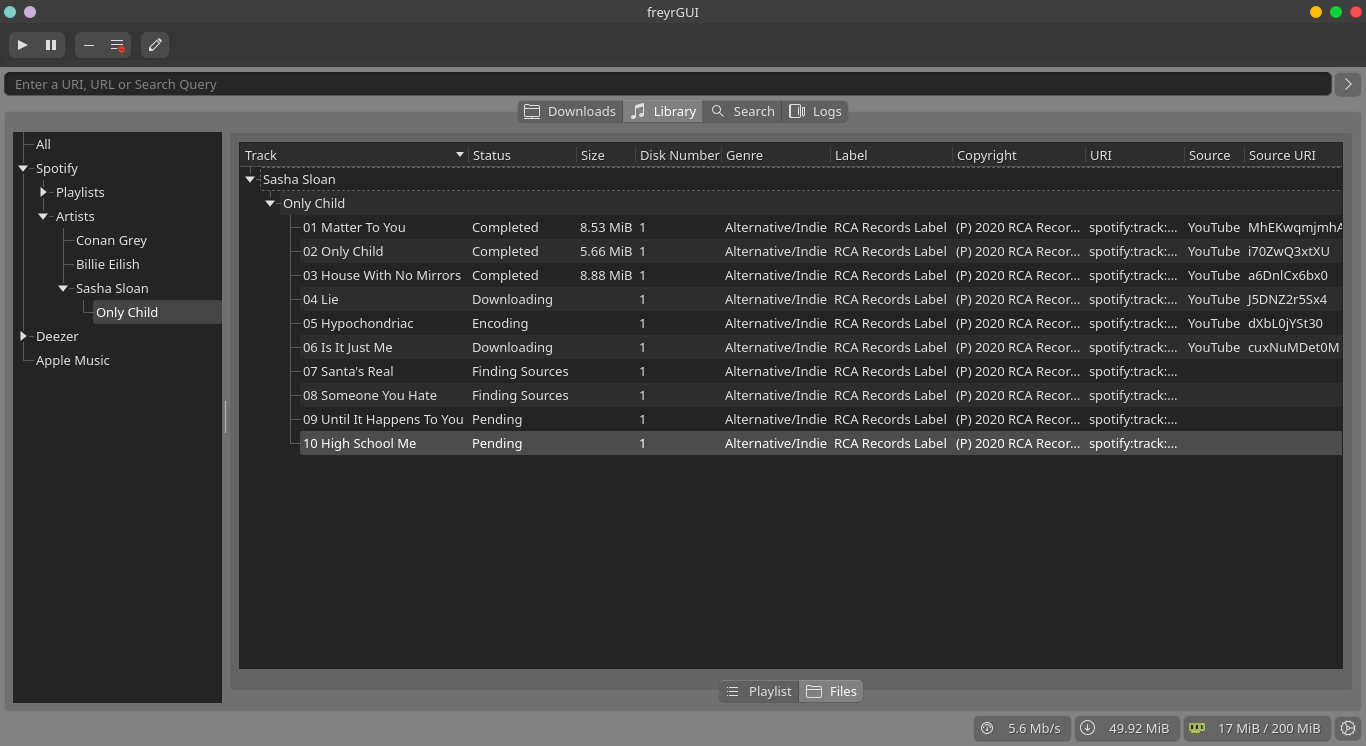 freyrGUI
Enter a URI, URL or Search Query
Downloads Library Search Logs
All
Spotify
Playlists
Artists
Conan Grey
Billie Eilish
Sasha Sloan
Only Child
Deezer
Apple Music
Track Status Size Disk Number Genre Label Copyright URI Source Source URI
Sasha Sloan
Only Child
01 Matter To You Completed 8.53 MiB 1 Alternative/Indie RCA Records Label (P) 2020 RCA Recor... spotify:track:... YouTube MhEKwqmjmhA
02 Only Child Completed 5.66 MiB 1 Alternative/Indie RCA Records Label (P) 2020 RCA Recor... spotify:track:... YouTube i70ZwQ3xtXU
03 House With No Mirrors Completed 8.88 MiB 1 Alternative/Indie RCA Records Label (P) 2020 RCA Recor... spotify:track:... YouTube a6DnlCx6bx0
04 Lie Downloading 1 Alternative/Indie RCA Records Label (P) 2020 RCA Recor... spotify:track:... YouTube J5DNZ2r5Sx4
05 Hypochondriac Encoding 1 Alternative/Indie RCA Records Label (P) 2020 RCA Recor... spotify:track:... YouTube dXbL0jYSt30
06 Is It Just Me Downloading 1 Alternative/Indie RCA Records Label (P) 2020 RCA Recor... spotify:track:... YouTube cuxNuMDet0M
07 Santa's Real Finding Sources 1 Alternative/Indie RCA Records Label (P) 2020 RCA Recor... spotify:track:...
08 Someone You Hate Finding Sources 1 Alternative/Indie RCA Records Label (P) 2020 RCA Recor... spotify:track:...
09 Until It Happens To You Pending 1 Alternative/Indie RCA Records Label (P) 2020 RCA Recor... spotify:track:...
10 High School Me Pending 1 Alternative/Indie RCA Records Label (P) 2020 RCA Recor... spotify:track:...
Playlist Files
5.6 Mb/s 49.92 MiB 17 MiB / 200 MiB